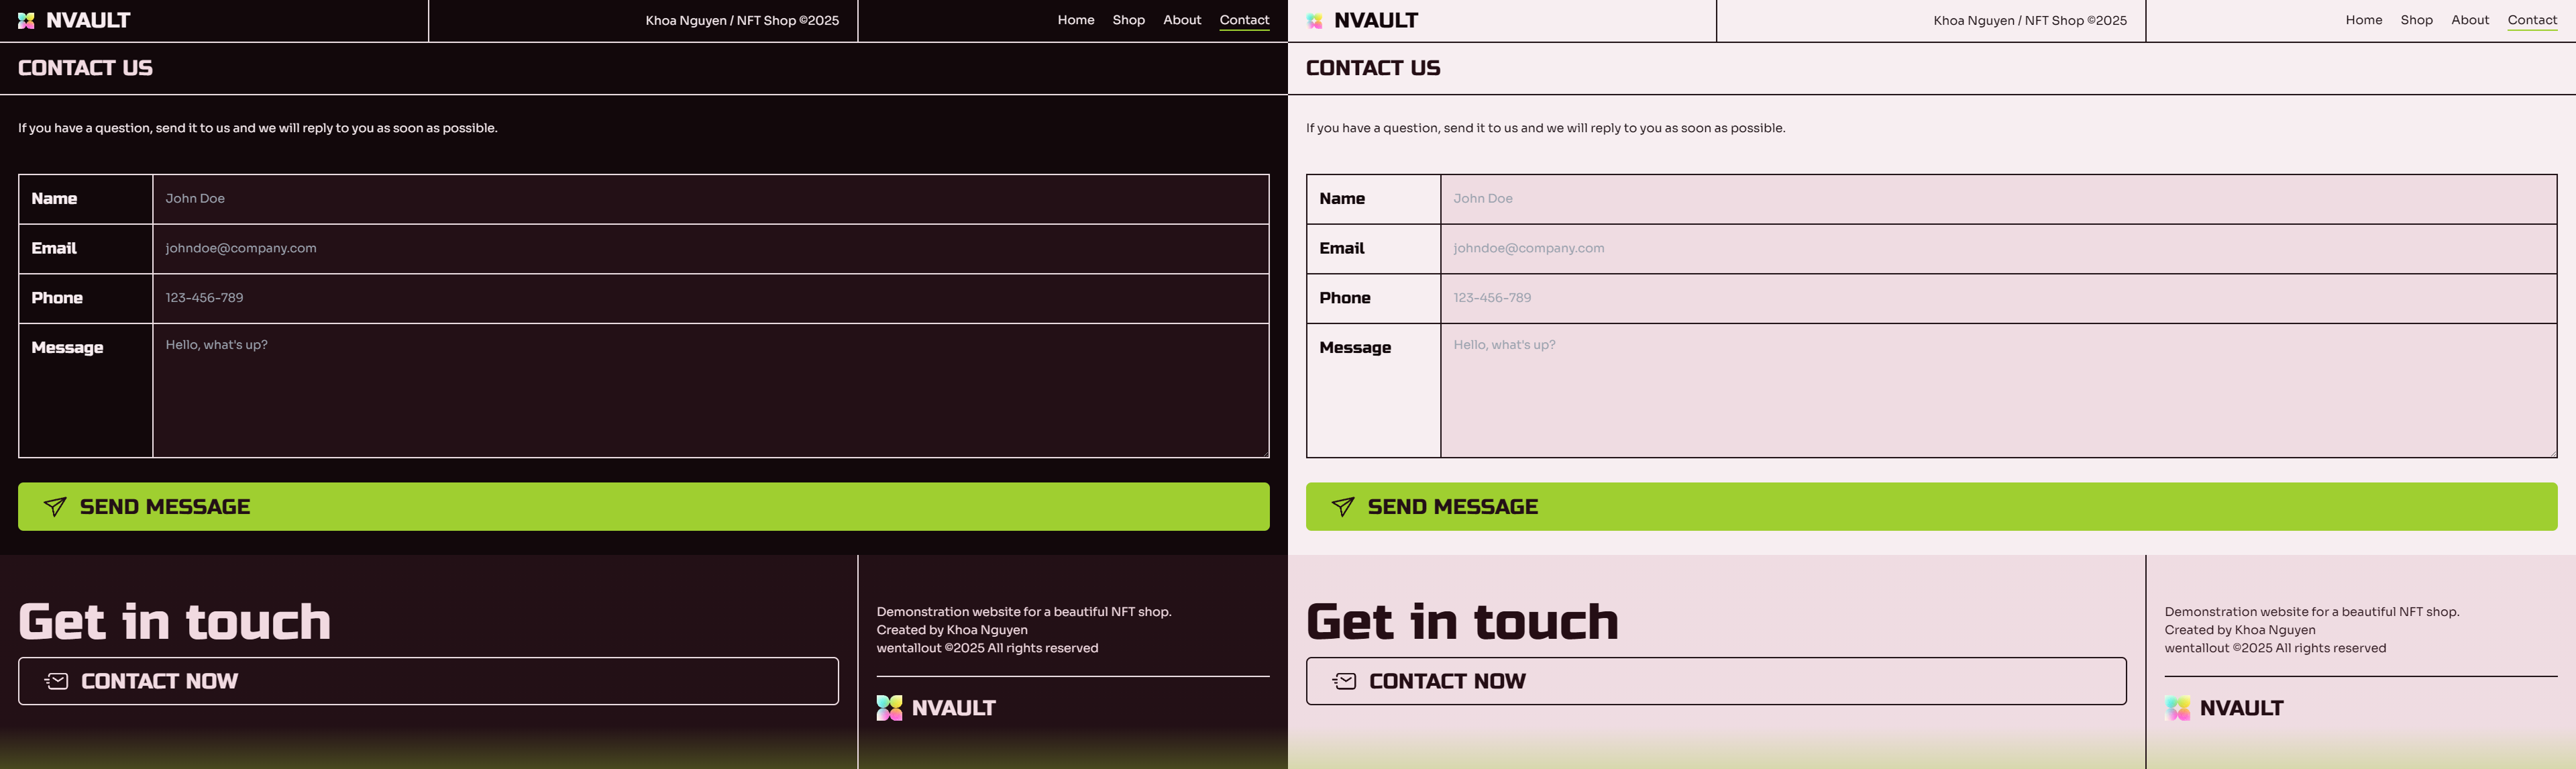 NVAULT
Khoa Nguyen / NFT Shop ©2025
Home Shop About Contact
CONTACT US
If you have a question, send it to us and we will reply to you as soon as possible.
Name John Doe
Email johndoe@company.com
Phone 123-456-789
Message Hello, what's up?
SEND MESSAGE
Get in touch
CONTACT NOW
Demonstration website for a beautiful NFT shop.
Created by Khoa Nguyen
wentallout ©2025 All rights reserved
NVAULT
NVAULT
Khoa Nguyen / NFT Shop ©2025
Home Shop About Contact
CONTACT US
If you have a question, send it to us and we will reply to you as soon as possible.
Name John Doe
Email johndoe@company.com
Phone 123-456-789
Message Hello, what's up?
SEND MESSAGE
Get in touch
CONTACT NOW
Demonstration website for a beautiful NFT shop.
Created by Khoa Nguyen
wentallout ©2025 All rights reserved
NVAULT